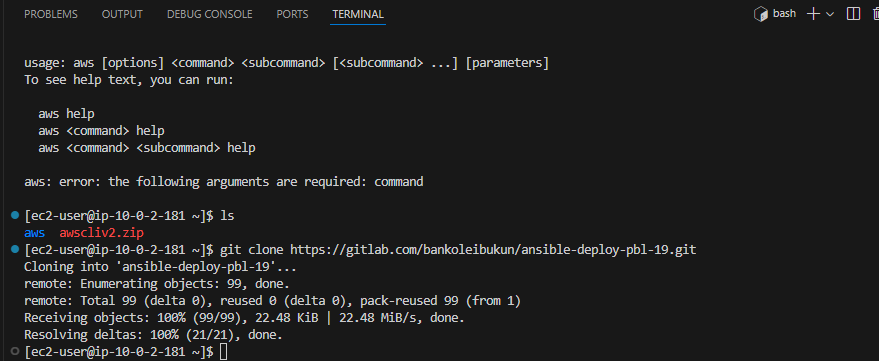 PROBLEMS OUTPUT DEBUG CONSOLE PORTS TERMINAL bash
usage: aws [options] <command> <subcommand> [<subcommand> ...] [parameters]
To see help text, you can run:
aws help
aws <command> help
aws <command> <subcommand> help
aws: error: the following arguments are required: command
[ec2-user@ip-10-0-2-181 ~]$ ls
aws awscliv2.zip
[ec2-user@ip-10-0-2-181 ~]$ git clone https://gitlab.com/bankoleibukun/ansible-deploy-pbl-19.git
Cloning into 'ansible-deploy-pbl-19'...
remote: Enumerating objects: 99, done.
remote: Total 99 (delta 0), reused 0 (delta 0), pack-reused 99 (from 1)
Receiving objects: 100% (99/99), 22.48 KiB | 22.48 MiB/s, done.
Resolving deltas: 100% (21/21), done.
[ec2-user@ip-10-0-2-181 ~]$